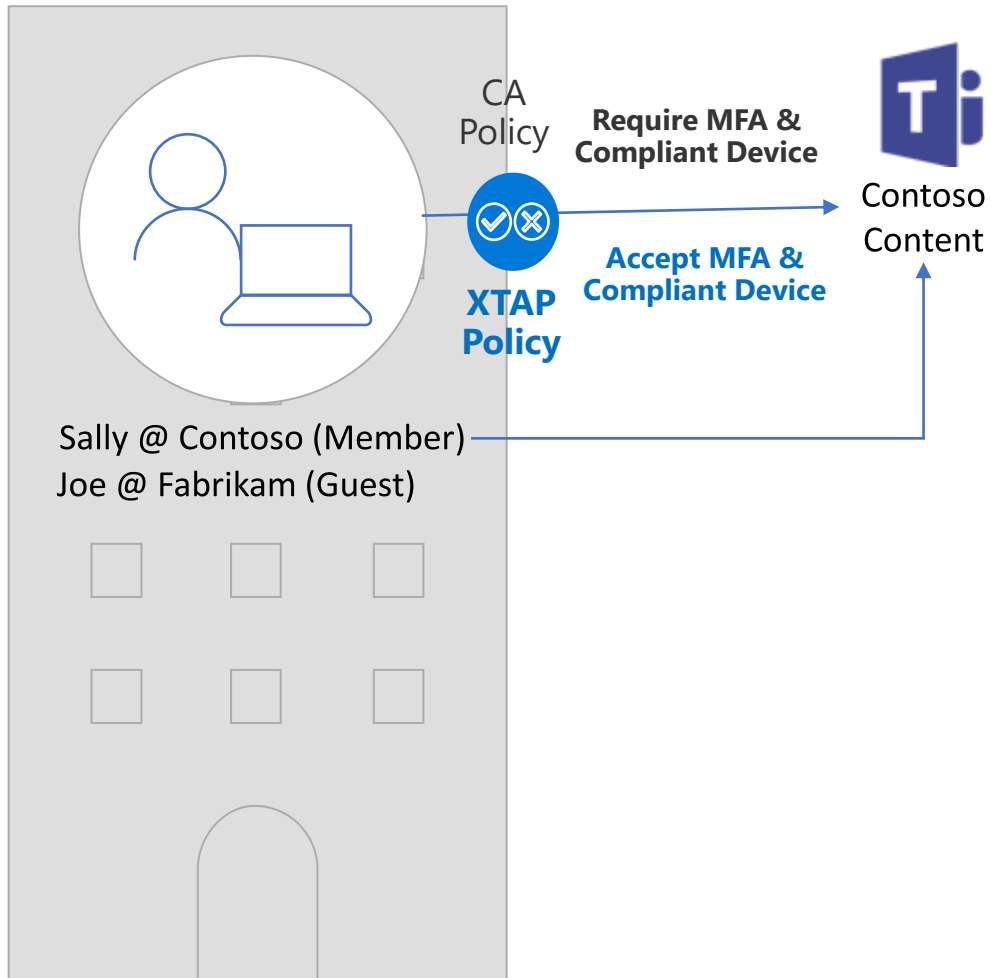 CA
Policy
Require MFA &
Compliant Device
T
Contoso
Content
Accept MFA &
Compliant Device
XTAP
Policy
Sally @ Contoso (Member)
Joe @ Fabrikam (Guest)